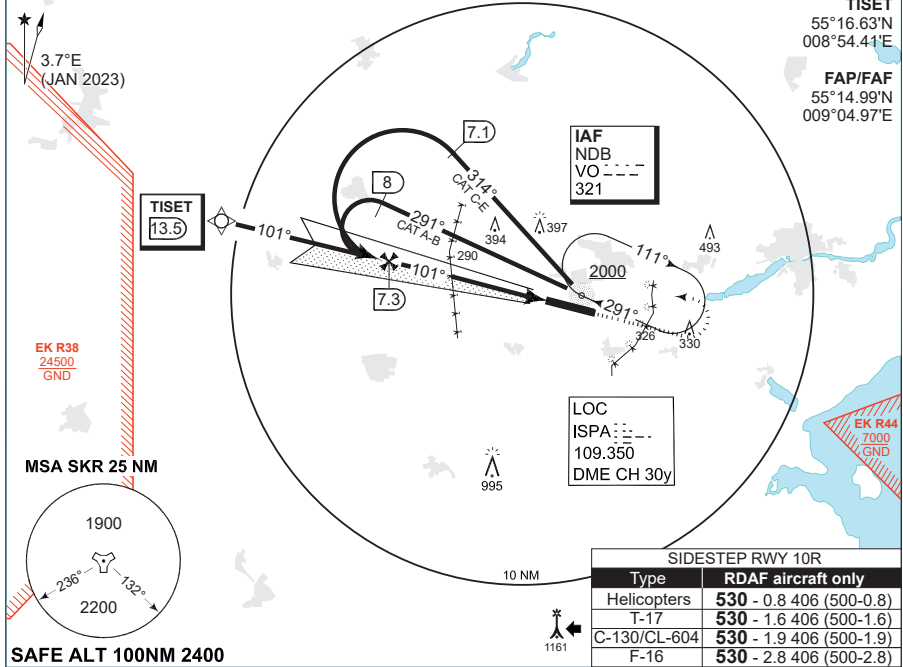 TISET
55°16.63'N
008°54.41'E
FAP/FAF
55°14.99'N
009°04.97'E
3.7°E
(JAN 2023)
7.1
314°
CAT C-E
8
291°
CAT A-B
IAF
NDB
VO
321
TISET
13.5
101°
101°
7.3
290
394
397
493
2000
111°
291°
326
330
EK R38
24500
GND
LOC
ISPA
109.350
DME CH 30y
EK R44
7000
GND
995
MSA SKR 25 NM
1900
236°
132°
2200
SAFE ALT 100NM 2400
10 NM
1161
SIDESTEP RWY 10R
Type RDAF aircraft only
Helicopters 530 - 0.8 406 (500-0.8)
T-17 530 - 1.6 406 (500-1.6)
C-130/CL-604 530 - 1.9 406 (500-1.9)
F-16 530 - 2.8 406 (500-2.8)